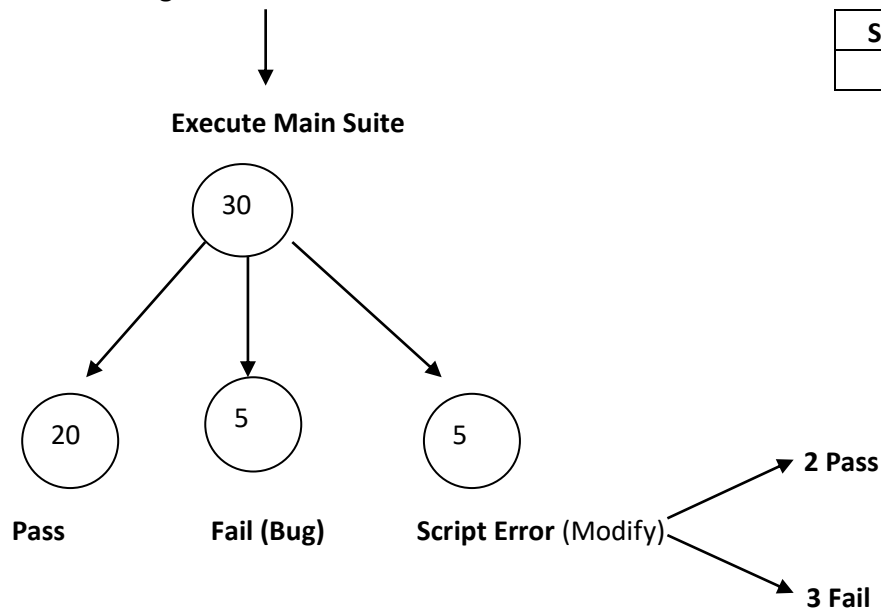 Execute Main Suite
30
20
5
5
2 Pass
Pass
Fail (Bug)
Script Error (Modify)
3 Fail